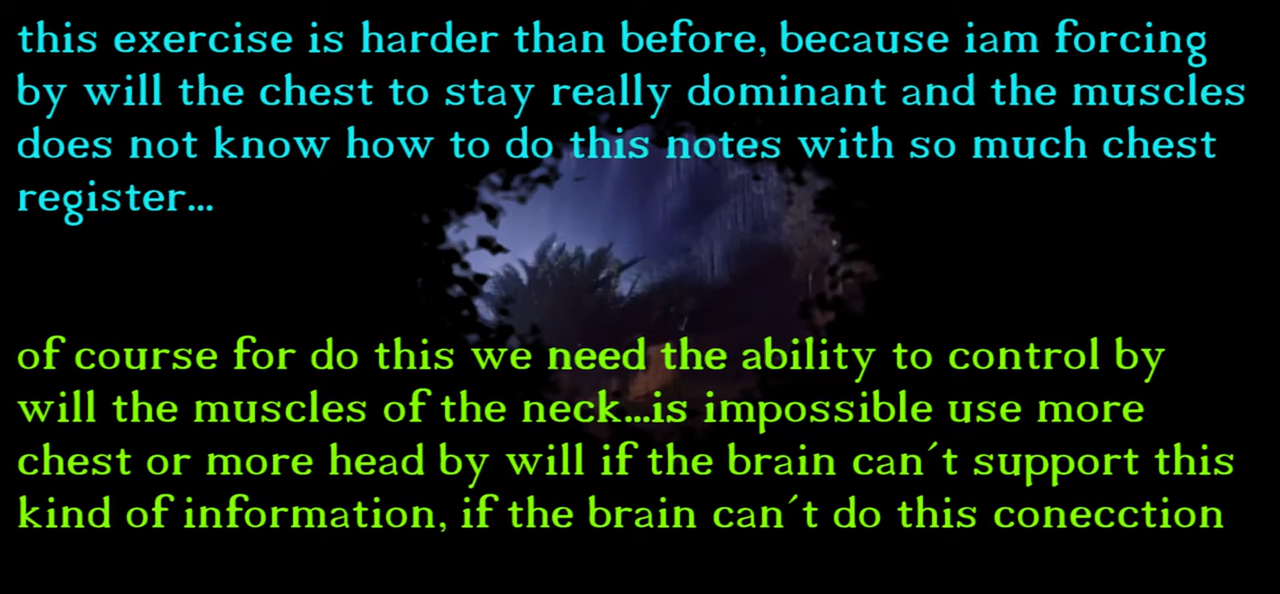 this exercise is harder than before, because iam forcing
by will the chest to stay really dominant and the muscles
does not know how to do this notes with so much chest
register...
of course for do this we need the ability to control by
will the muscles of the neck...is impossible use more
chest or more head by will if the brain can´t support this
kind of information, if the brain can´t do this conecction